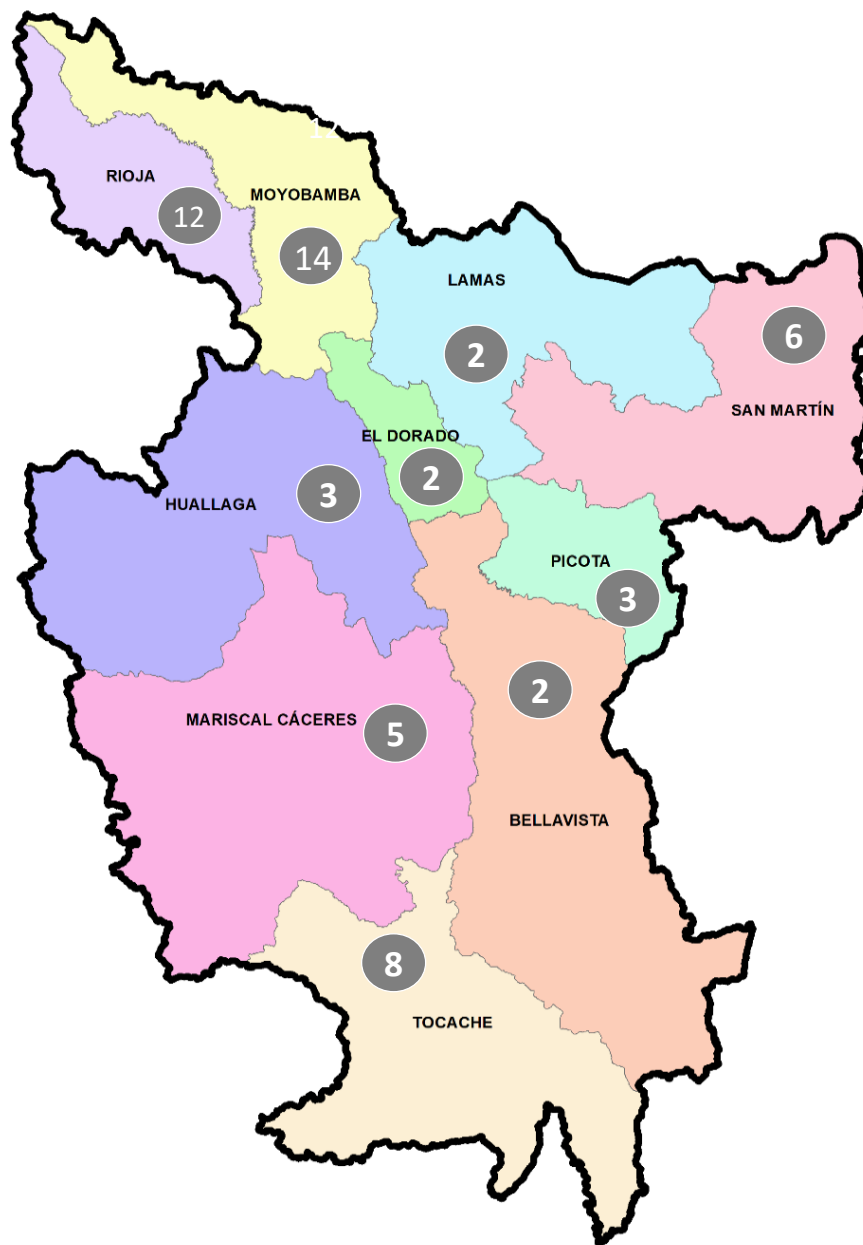 12
RIOJA
MOYOBAMBA
12
14
LAMAS
6
2
SAN MARTÍN
EL DORADO
2
3
HUALLAGA
PICOTA
3
2
MARISCAL CÁCERES
5
BELLAVISTA
8
TOCACHE